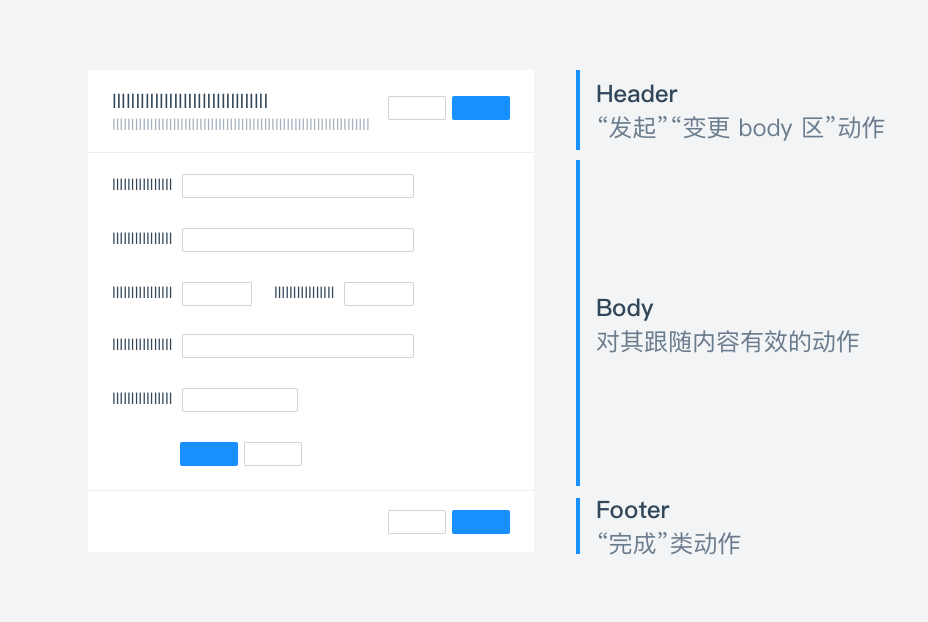 Header
“发起”“变更 body 区”动作
Body
对其跟随内容有效的动作
Footer
“完成”类动作